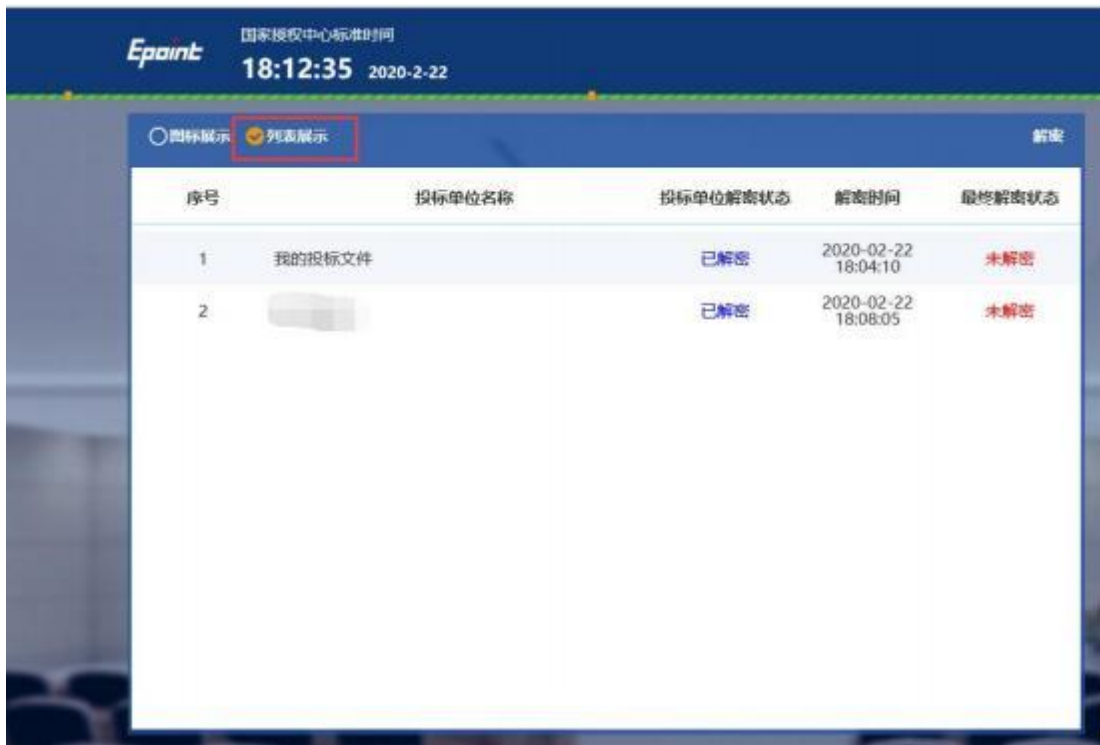 Epoint
国家授权中心标准时间
18:12:35 2020-2-22
图标展示 列表展示 解密
序号 投标单位名称 投标单位解密状态 解密时间 最终解密状态
1 我的投标文件 已解密 2020-02-22 18:04:10 未解密
2 已解密 2020-02-22 18:08:05 未解密